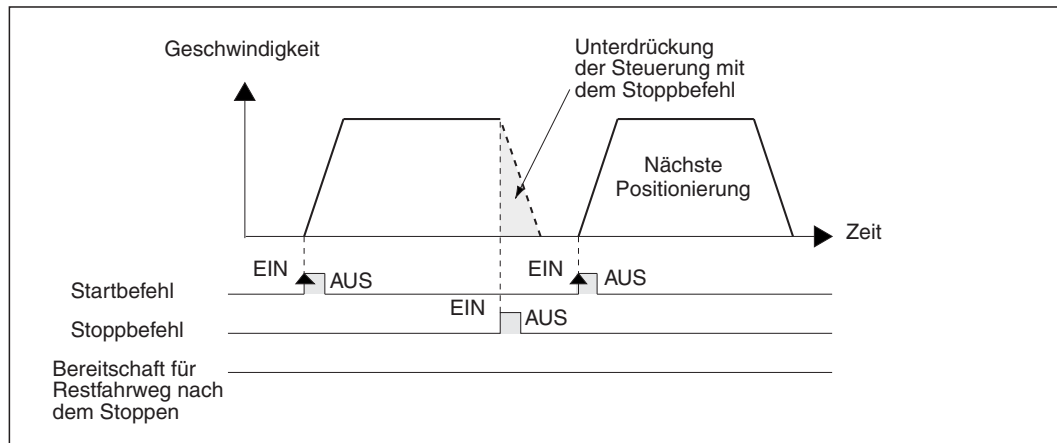 Geschwindigkeit
Unterdrückung
der Steuerung mit
dem Stoppbefehl
Nächste
Positionierung
Zeit
EIN
AUS
EIN
AUS
Startbefehl
EIN
AUS
Stoppbefehl
Bereitschaft für
Restfahrweg nach
dem Stoppen